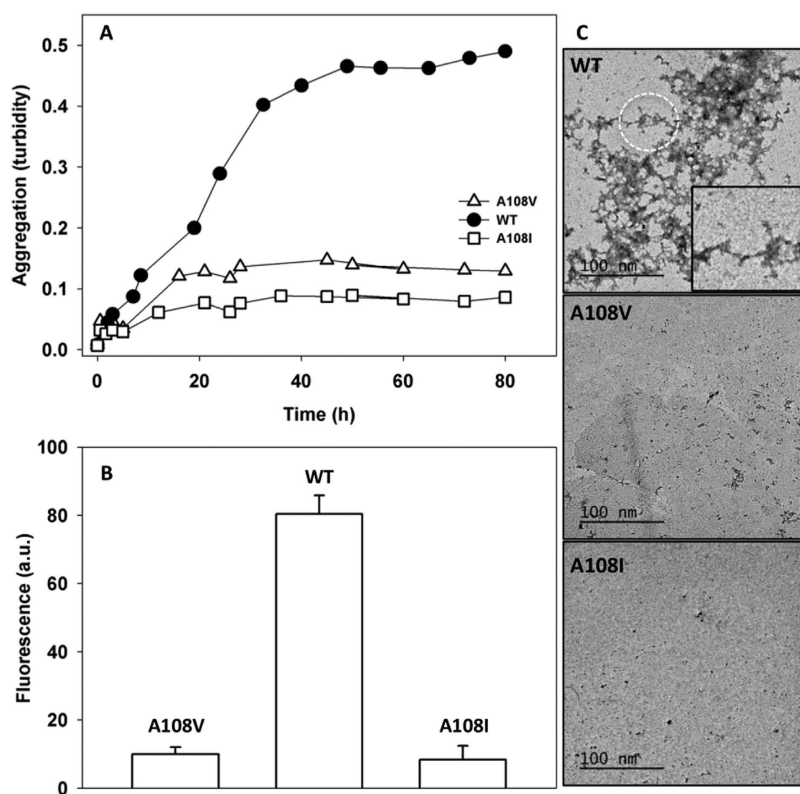 A
Aggregation (turbidity)
0.5
0.4
0.3
0.2
0.1
0.0
A108V
WT
A108I
0 20 40 60 80
Time (h)
B
Fluorescence (a.u.)
100
80
60
40
20
0
A108V
WT
A108I
C
WT
100 nm
A108V
100 nm
A108I
100 nm